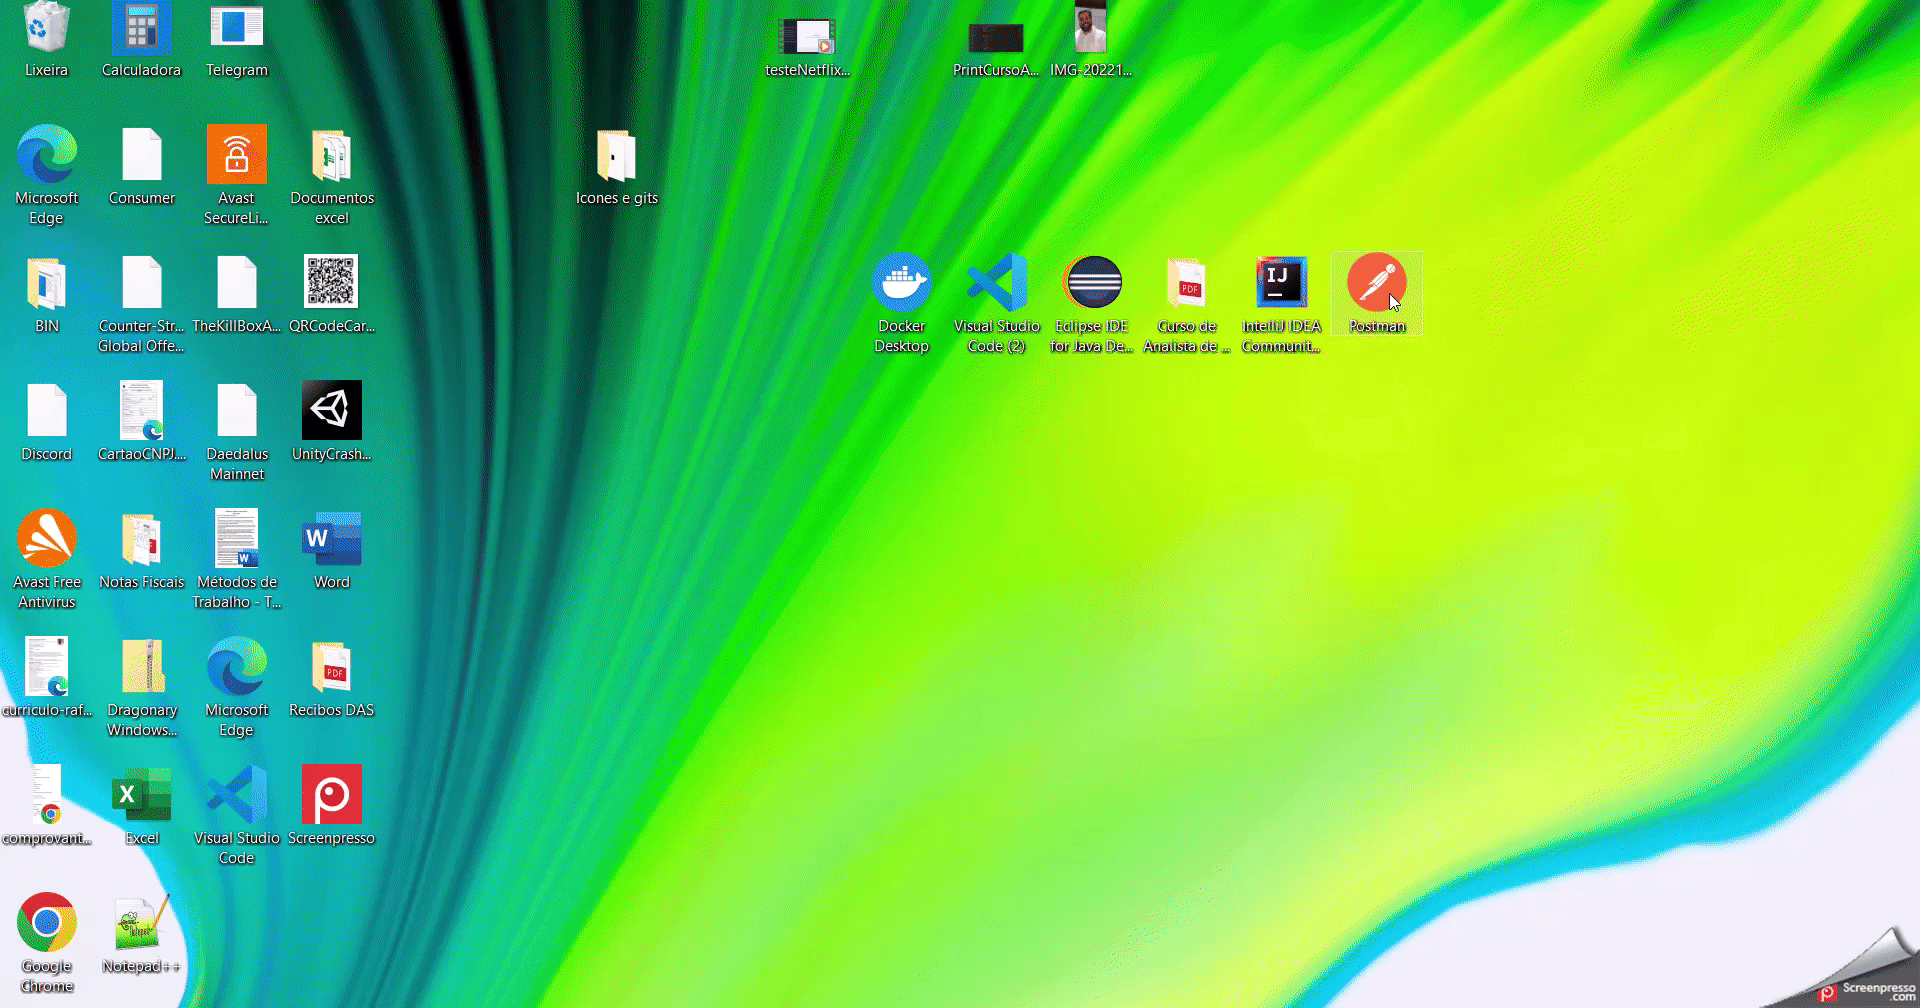 Lixeira
Calculadora
Telegram
testeNetflix...
PrintCursoA...
IMG-20221...
Microsoft
Edge
Consumer
Avast
SecureLi...
Documentos
excel
Icones e gits
BIN
Counter-Str...
Global Offe...
TheKillBoxA...
QRCodeCar...
Docker
Desktop
Visual Studio
Code (2)
Eclipse IDE
for Java De...
PDF
Curso de
Analista de ...
IJ
IntelliJ IDEA
Communit...
Postman
Discord
CartaoCNPJ....
Daedalus
Mainnet
UnityCrash...
Avast Free
Antivirus
Notas Fiscais
W
Métodos de
Trabalho - T...
W
Word
curriculo-raf...
Dragonary
Windows...
Microsoft
Edge
PDF
Recibos DAS
comprovant...
X
Excel
Visual Studio
Code
Screenpresso
Google
Chrome
Notepad++
Screenpresso
.com